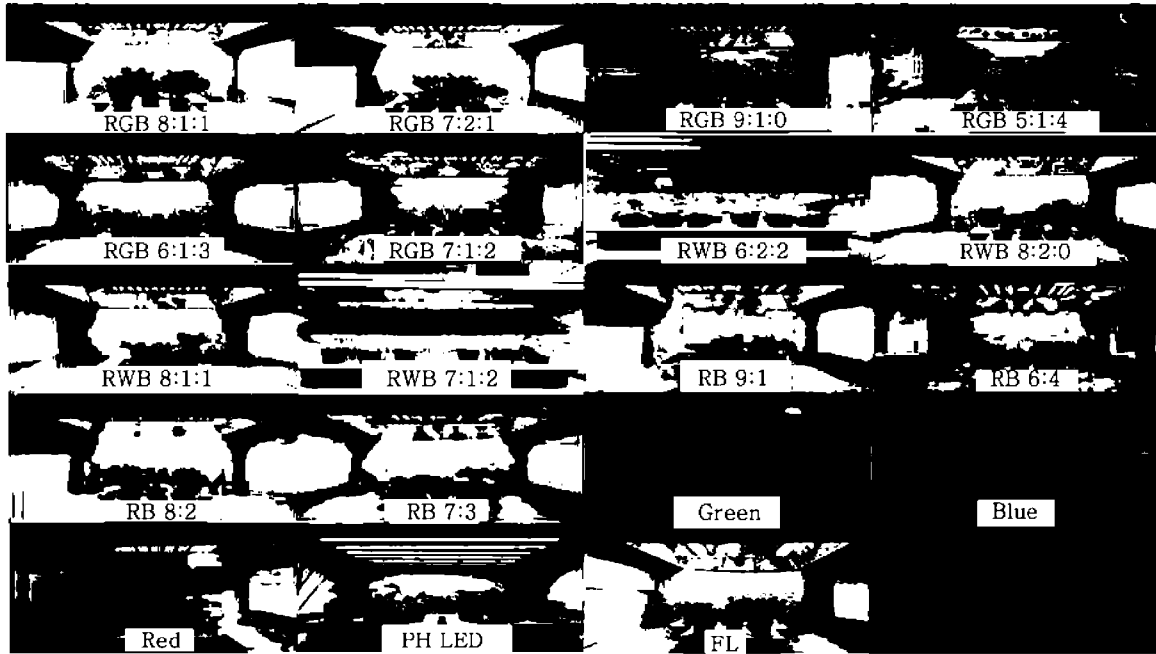 RGB 8:1:1
RGB 7:2:1
RGB 9:1:0
RGB 5:1:4
RGB 6:1:3
RGB 7:1:2
RWB 6:2:2
RWB 8:2:0
RWB 8:1:1
RWB 7:1:2
RB 9:1
RB 6:4
RB 8:2
RB 7:3
Green
Blue
Red
PH LED
FL